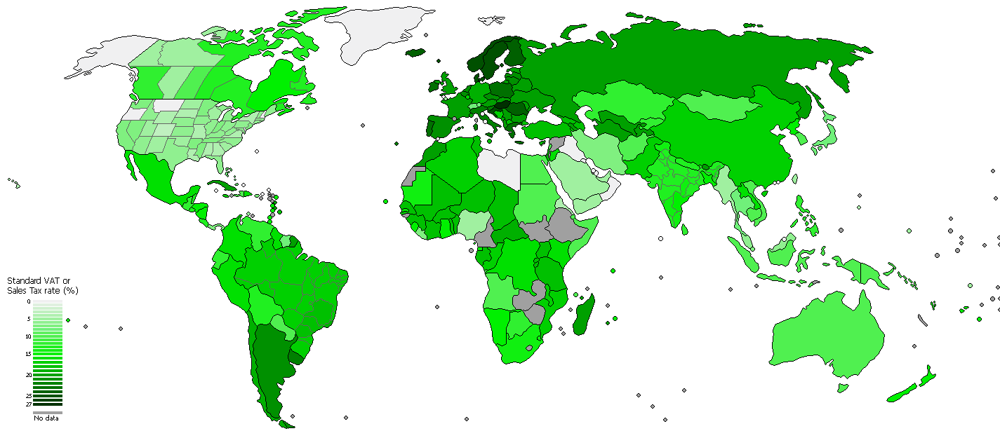 Standard VAT or
Sales Tax rate (%)
0
5
10
15
20
25
27
No data